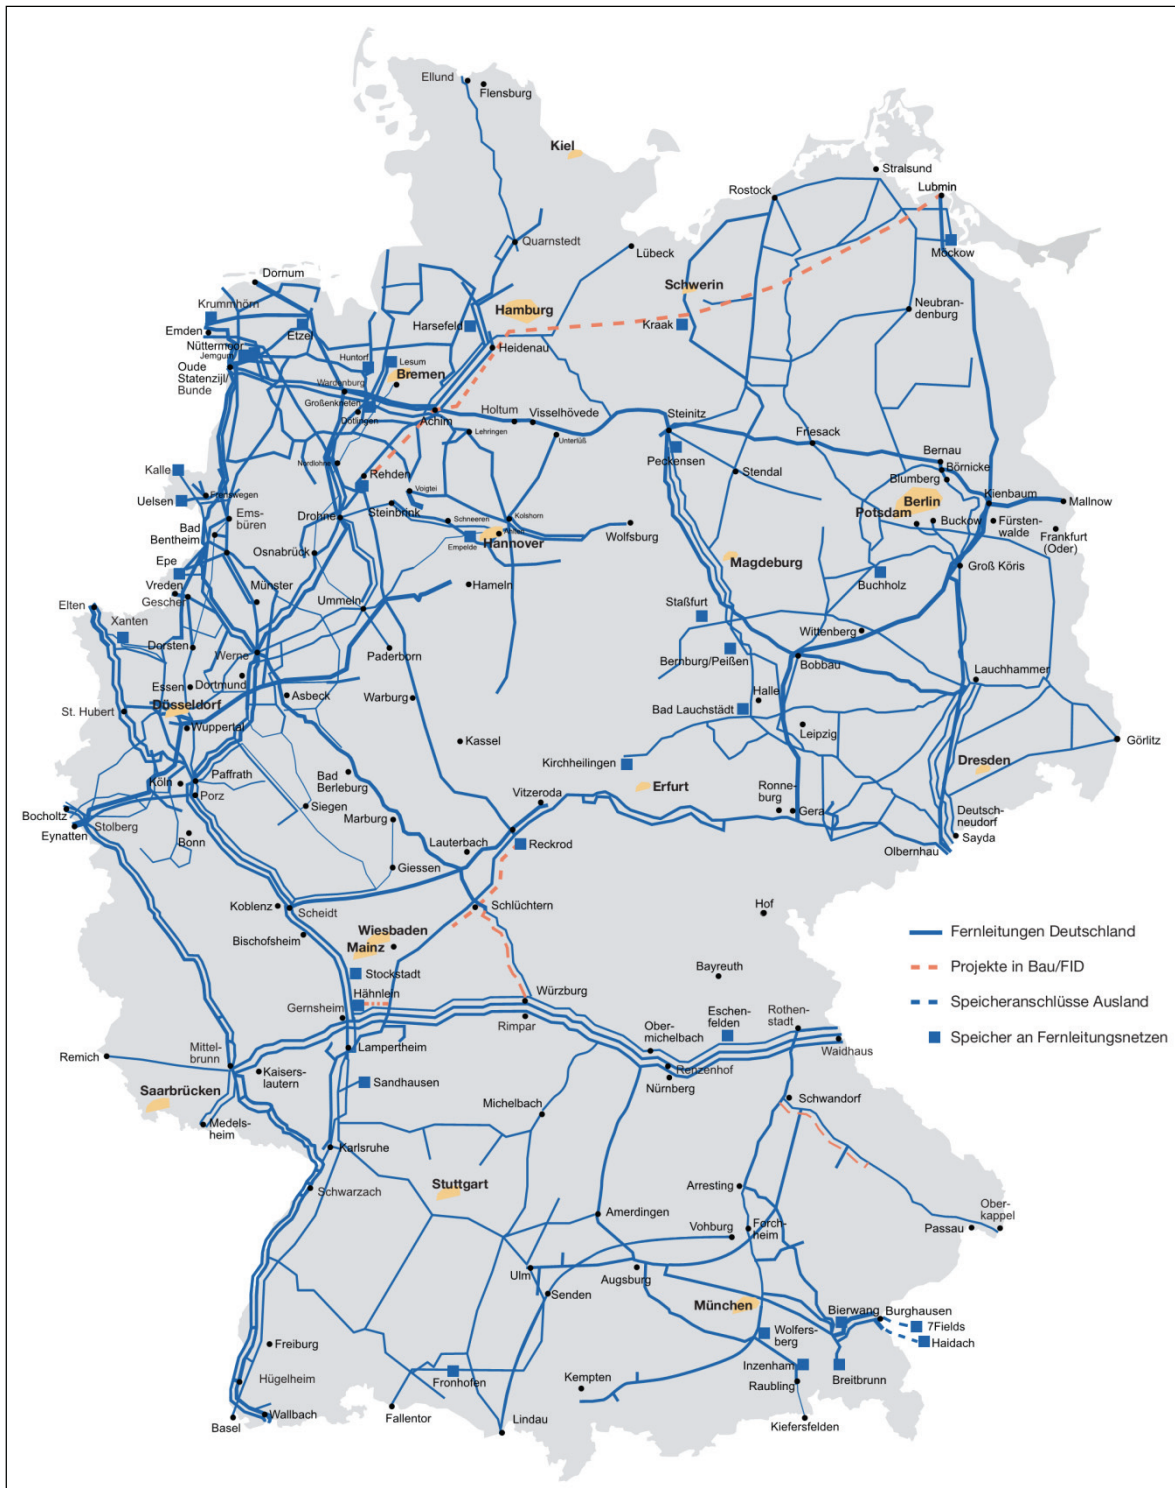 Ellund
Flensburg
Kiel
Stralsund
Rostock
Lubmin
Quarnstedt
Lübeck
Möckow
Dornum
Schwerin
Krummhörn
Hamburg
Neubran-
denburg
Emden
Etzel
Harsefeld
Kraak
Nüttermoor
Jemgum
Huntorf
Lesum
Heidenau
Oude
Statenzijl/
Bunde
Bremen
Wardenburg
Großenkneten
Dötlingen
Achim
Holtum
Visselhövede
Steinitz
Lehringen
Unterlüß
Friesack
Peckensen
Bernau
Börnicke
Nordlohne
Rehden
Stendal
Blumberg
Kalle
Voigtei
Berlin
Kienbaum
Mallnow
Uelsen
Frenswegen
Steinbrink
Potsdam
Ems-
büren
Drohne
Schneeren
Kolshorn
Buckow
Fürsten-
walde
Frankfurt
(Oder)
Bad
Bentheim
Ahlten
Empelde
Hannover
Wolfsburg
Osnabrück
Magdeburg
Epe
Groß Köris
Vreden
Gescher
Münster
Hameln
Buchholz
Elten
Ummeln
Staßfurt
Xanten
Wittenberg
Dorsten
Werne
Paderborn
Bernburg/Peißen
Bobbau
Lauchhammer
Essen
Dortmund
Asbeck
Warburg
Halle
Dösseldorf
Bad Lauchstädt
St. Hubert
Wuppertal
Leipzig
Görlitz
Kassel
Kirchheilingen
Dresden
Köln
Paffrath
Bad
Berleburg
Erfurt
Ronne-
burg
Porz
Siegen
Vitzeroda
Gera
Bocholtz
Stolberg
Marburg
Deutsch-
neudorf
Eynatten
Sayda
Bonn
Lauterbach
Reckrod
Olbernhau
Giessen
Koblenz
Scheidt
Schlüchtern
Hof
Bischofsheim
Wiesbaden
Mainz
Fernleitungen Deutschland
Stockstadt
Bayreuth
Projekte in Bau/FID
Hähnlein
Würzburg
Speicheranschlüsse Ausland
Gernsheim
Eschen-
felden
Rothen-
stadt
Rimpar
Ober-
michelbach
Speicher an Fernleitungsnetzen
Waidhaus
Remich
Mittel-
brunn
Lampertheim
Kaisers-
lautern
Renzenhof
Sandhausen
Nürnberg
Saarbrücken
Michelbach
Schwandorf
Medels-
heim
Karlsruhe
Stuttgart
Schwarzach
Arresting
Ober-
kappel
Amerdingen
Vohburg
Forch-
heim
Passau
Ulm
Augsburg
Senden
München
Bierwang
Burghausen
7Fields
Wolfers-
berg
Haidach
Freiburg
Inzenham
Breitbrunn
Fronhofen
Kempten
Raubling
Hügelheim
Wallbach
Fallentor
Basel
Lindau
Kiefersfelden